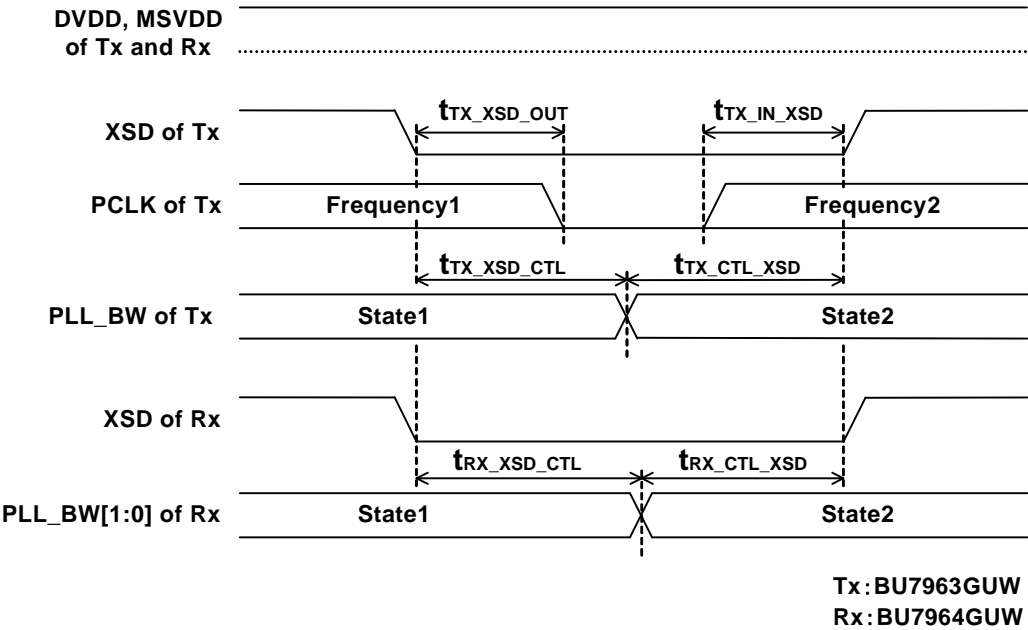 DVDD, MSVDD
of Tx and Rx
tTX_XSD_OUT
tTX_IN_XSD
XSD of Tx
PCLK of Tx
Frequency1
Frequency2
tTX_XSD_CTL
tTX_CTL_XSD
PLL_BW of Tx
State1
State2
XSD of Rx
tRX_XSD_CTL
tRX_CTL_XSD
PLL_BW[1:0] of Rx
State1
State2
Tx:BU7963GUW
Rx:BU7964GUW